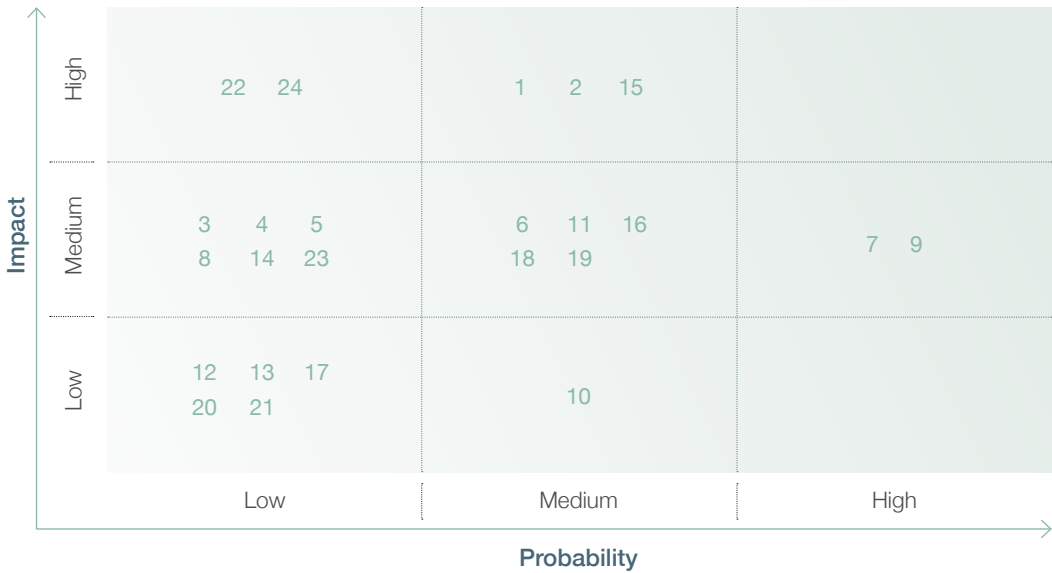 High
22 24
1 2 15
Impact
Medium
3 4 5
8 14 23
6 11 16
18 19
7 9
Low
12 13 17
20 21
10
Low
Medium
High
Probability